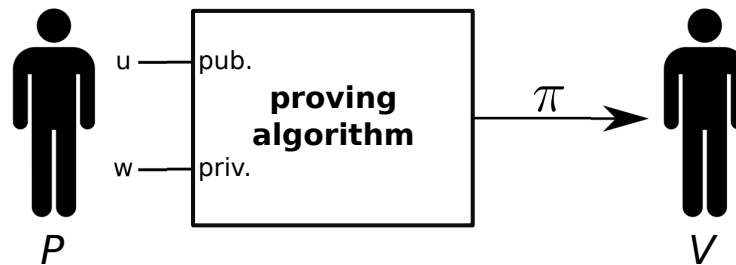 u
pub.
proving
algorithm
π
w
priv.
P
V